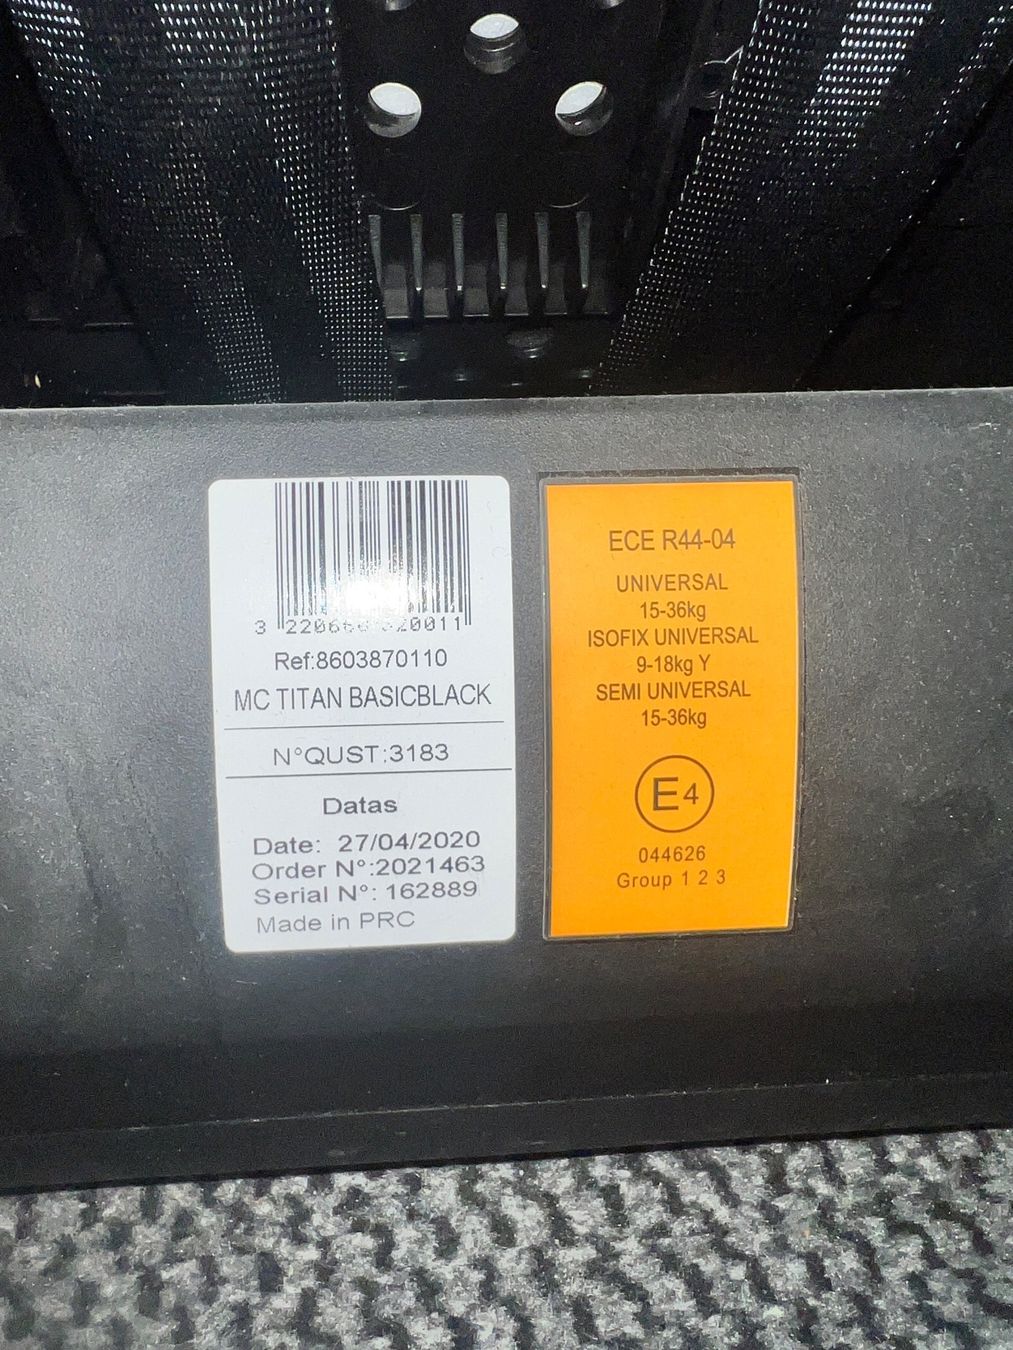 3
Ref:8603870110
MC TITAN BASICBLACK
N°QUST:3183
Datas
Date: 27/04/2020
Order N°:2021463
Serial N°: 162889
Made in PRC
ECE R44-04
UNIVERSAL
15-36kg
ISOFIX UNIVERSAL
9-18kg Y
SEMI UNIVERSAL
15-36kg
E4
044626
Group 1 2 3